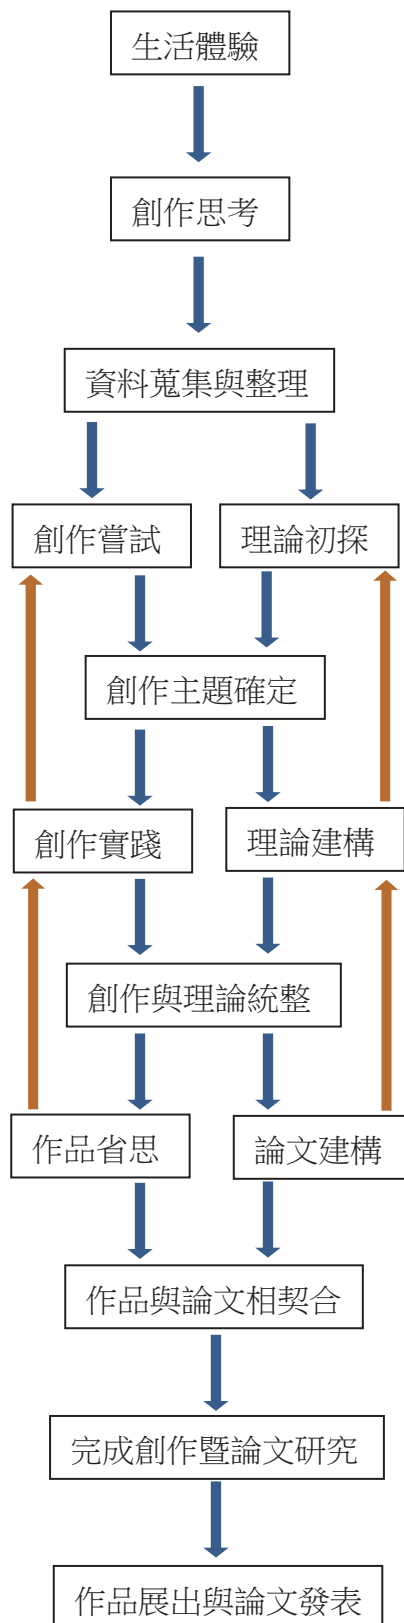 生活體驗
創作思考
資料蒐集與整理
創作嘗試
理論初探
創作主題確定
創作實踐
理論建構
創作與理論統整
作品省思
論文建構
作品與論文相契合
完成創作暨論文研究
作品展出與論文發表